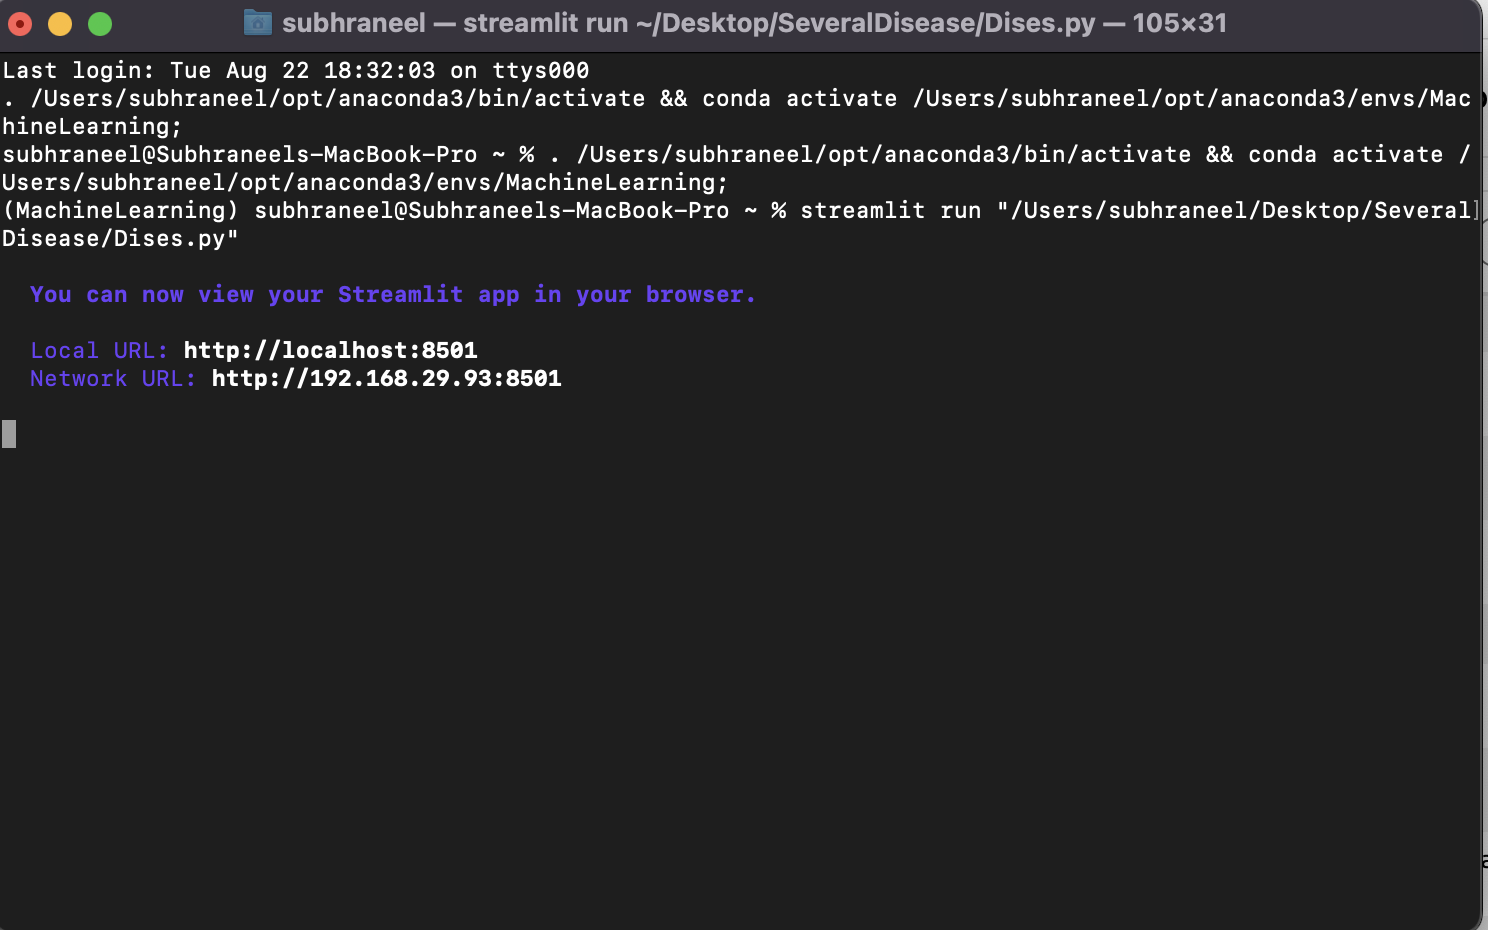 subhraneel — streamlit run ~/Desktop/SeveralDisease/Dises.py — 105×31
Last login: Tue Aug 22 18:32:03 on ttys000
. /Users/subhraneel/opt/anaconda3/bin/activate && conda activate /Users/subhraneel/opt/anaconda3/envs/Mac
hineLearning;
subhraneel@Subhraneels-MacBook-Pro ~ % . /Users/subhraneel/opt/anaconda3/bin/activate && conda activate /
Users/subhraneel/opt/anaconda3/envs/MachineLearning;
(MachineLearning) subhraneel@Subhraneels-MacBook-Pro ~ % streamlit run "/Users/subhraneel/Desktop/Several]
Disease/Dises.py"
You can now view your Streamlit app in your browser.
Local URL: http://localhost:8501
Network URL: http://192.168.29.93:8501